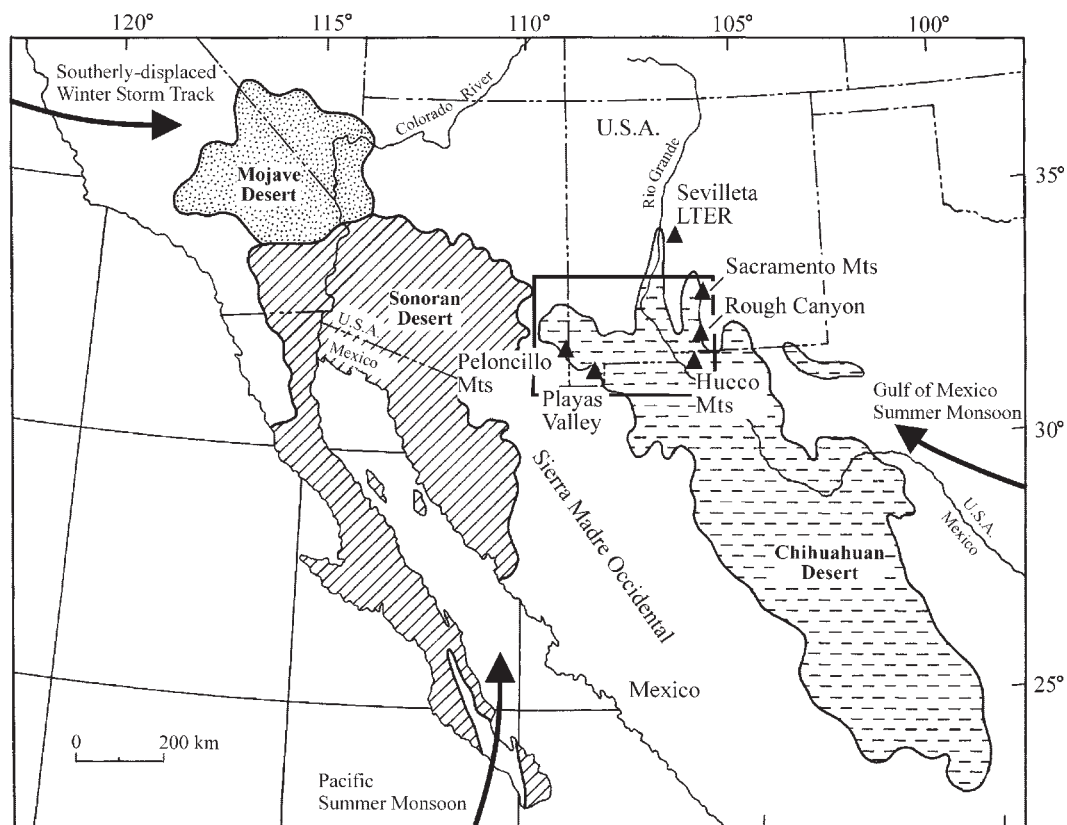 120°
115°
110°
105°
100°
Southerly-displaced
Winter Storm Track
Colorado River
U.S.A.
Rio Grande
35°
Mojave
Desert
Sevilleta
LTER
Sacramento Mts
Sonoran
Desert
Rough Canyon
U.S.A.
Mexico
Peloncillo
Mts
Playas
Valley
Hueco
Mts
Gulf of Mexico
Summer Monsoon
30°
Sierra Madre Occidental
U.S.A.
Mexico
Chihuahuan
Desert
Mexico
25°
0 200 km
Pacific
Summer Monsoon